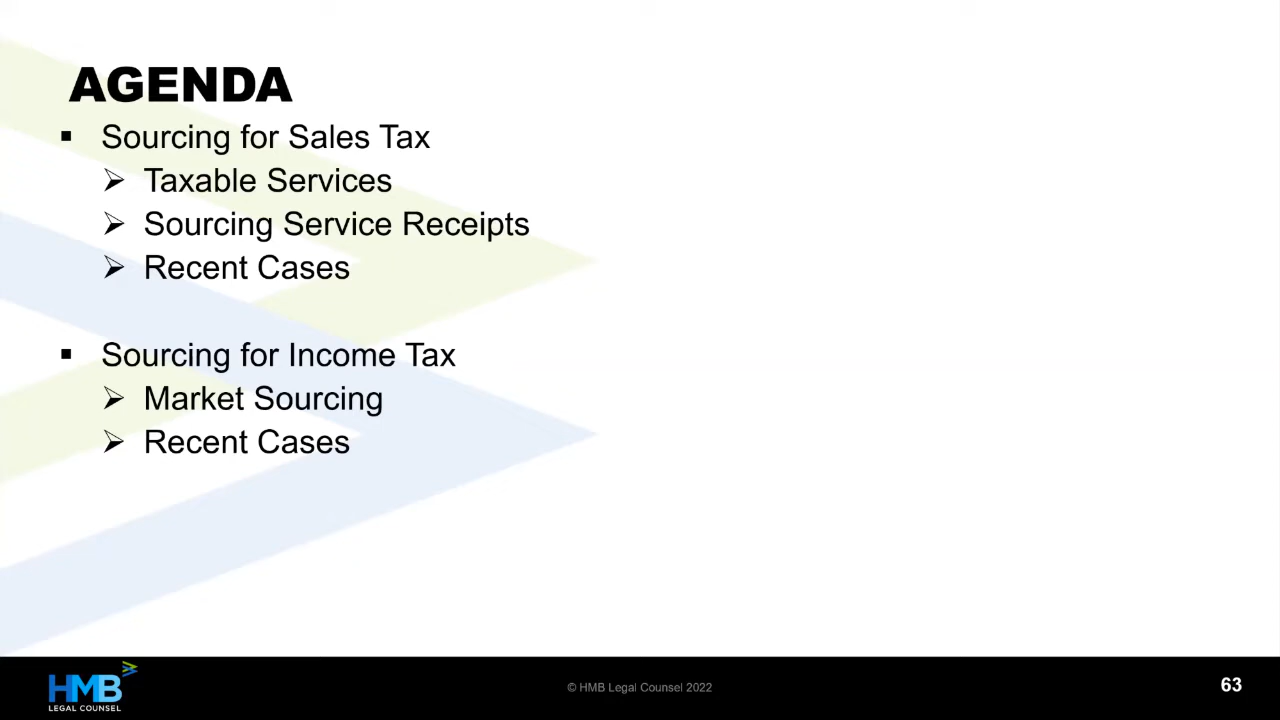 AGENDA
▪ Sourcing for Sales Tax
➢ Taxable Services
➢ Sourcing Service Receipts
➢ Recent Cases
▪ Sourcing for Income Tax
➢ Market Sourcing
➢ Recent Cases
HMB
LEGAL COUNSEL
© HMB Legal Counsel 2022
63